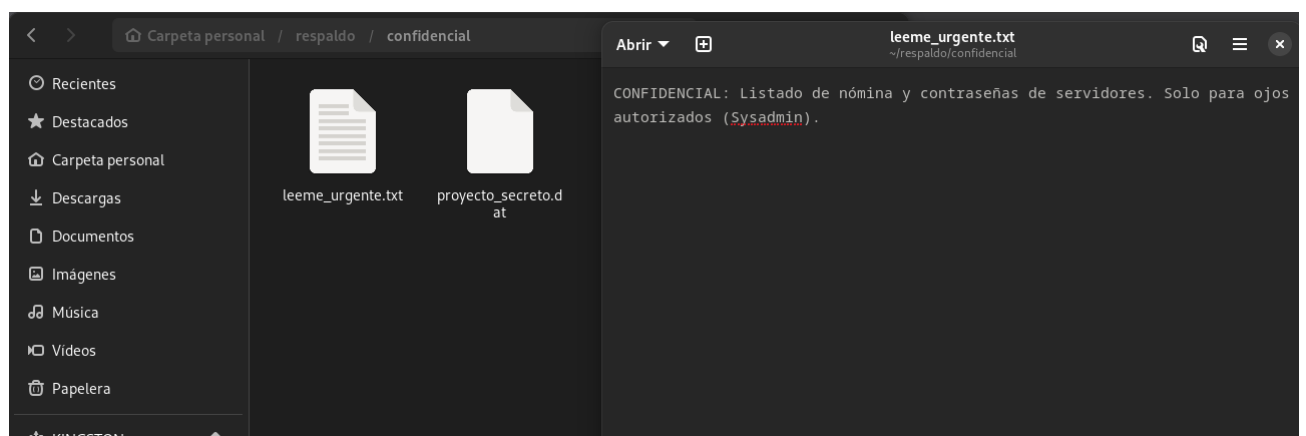 Carpeta personal / respaldo / confidencial
Recientes
Destacados
Carpeta personal
Descargas
Documentos
Imágenes
Música
Vídeos
Papelera
leeme_urgente.txt
proyecto_secreto.d
at
Abrir
leeme_urgente.txt
~/respaldo/confidencial
CONFIDENCIAL: Listado de nómina y contraseñas de servidores. Solo para ojos
autorizados (Sysadmin).